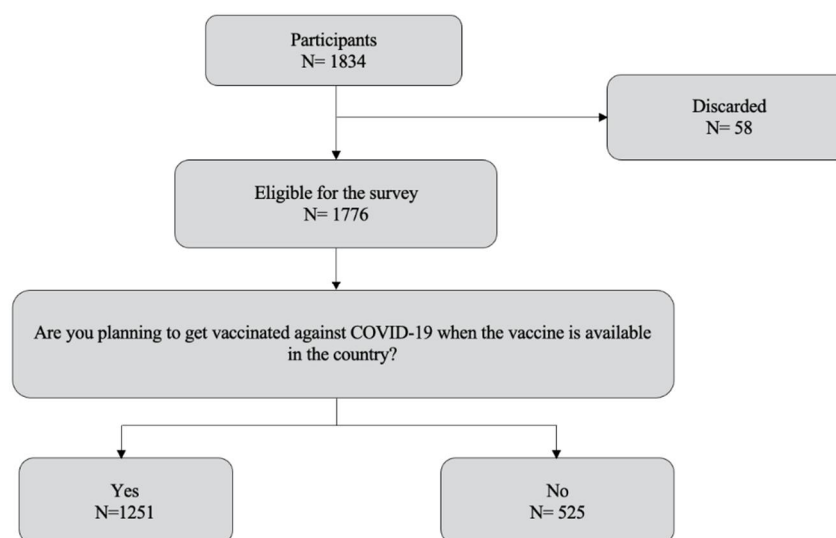 Participants
N= 1834
Discarded
N= 58
Eligible for the survey
N= 1776
Are you planning to get vaccinated against COVID-19 when the vaccine is available
in the country?
Yes
N=1251
No
N= 525